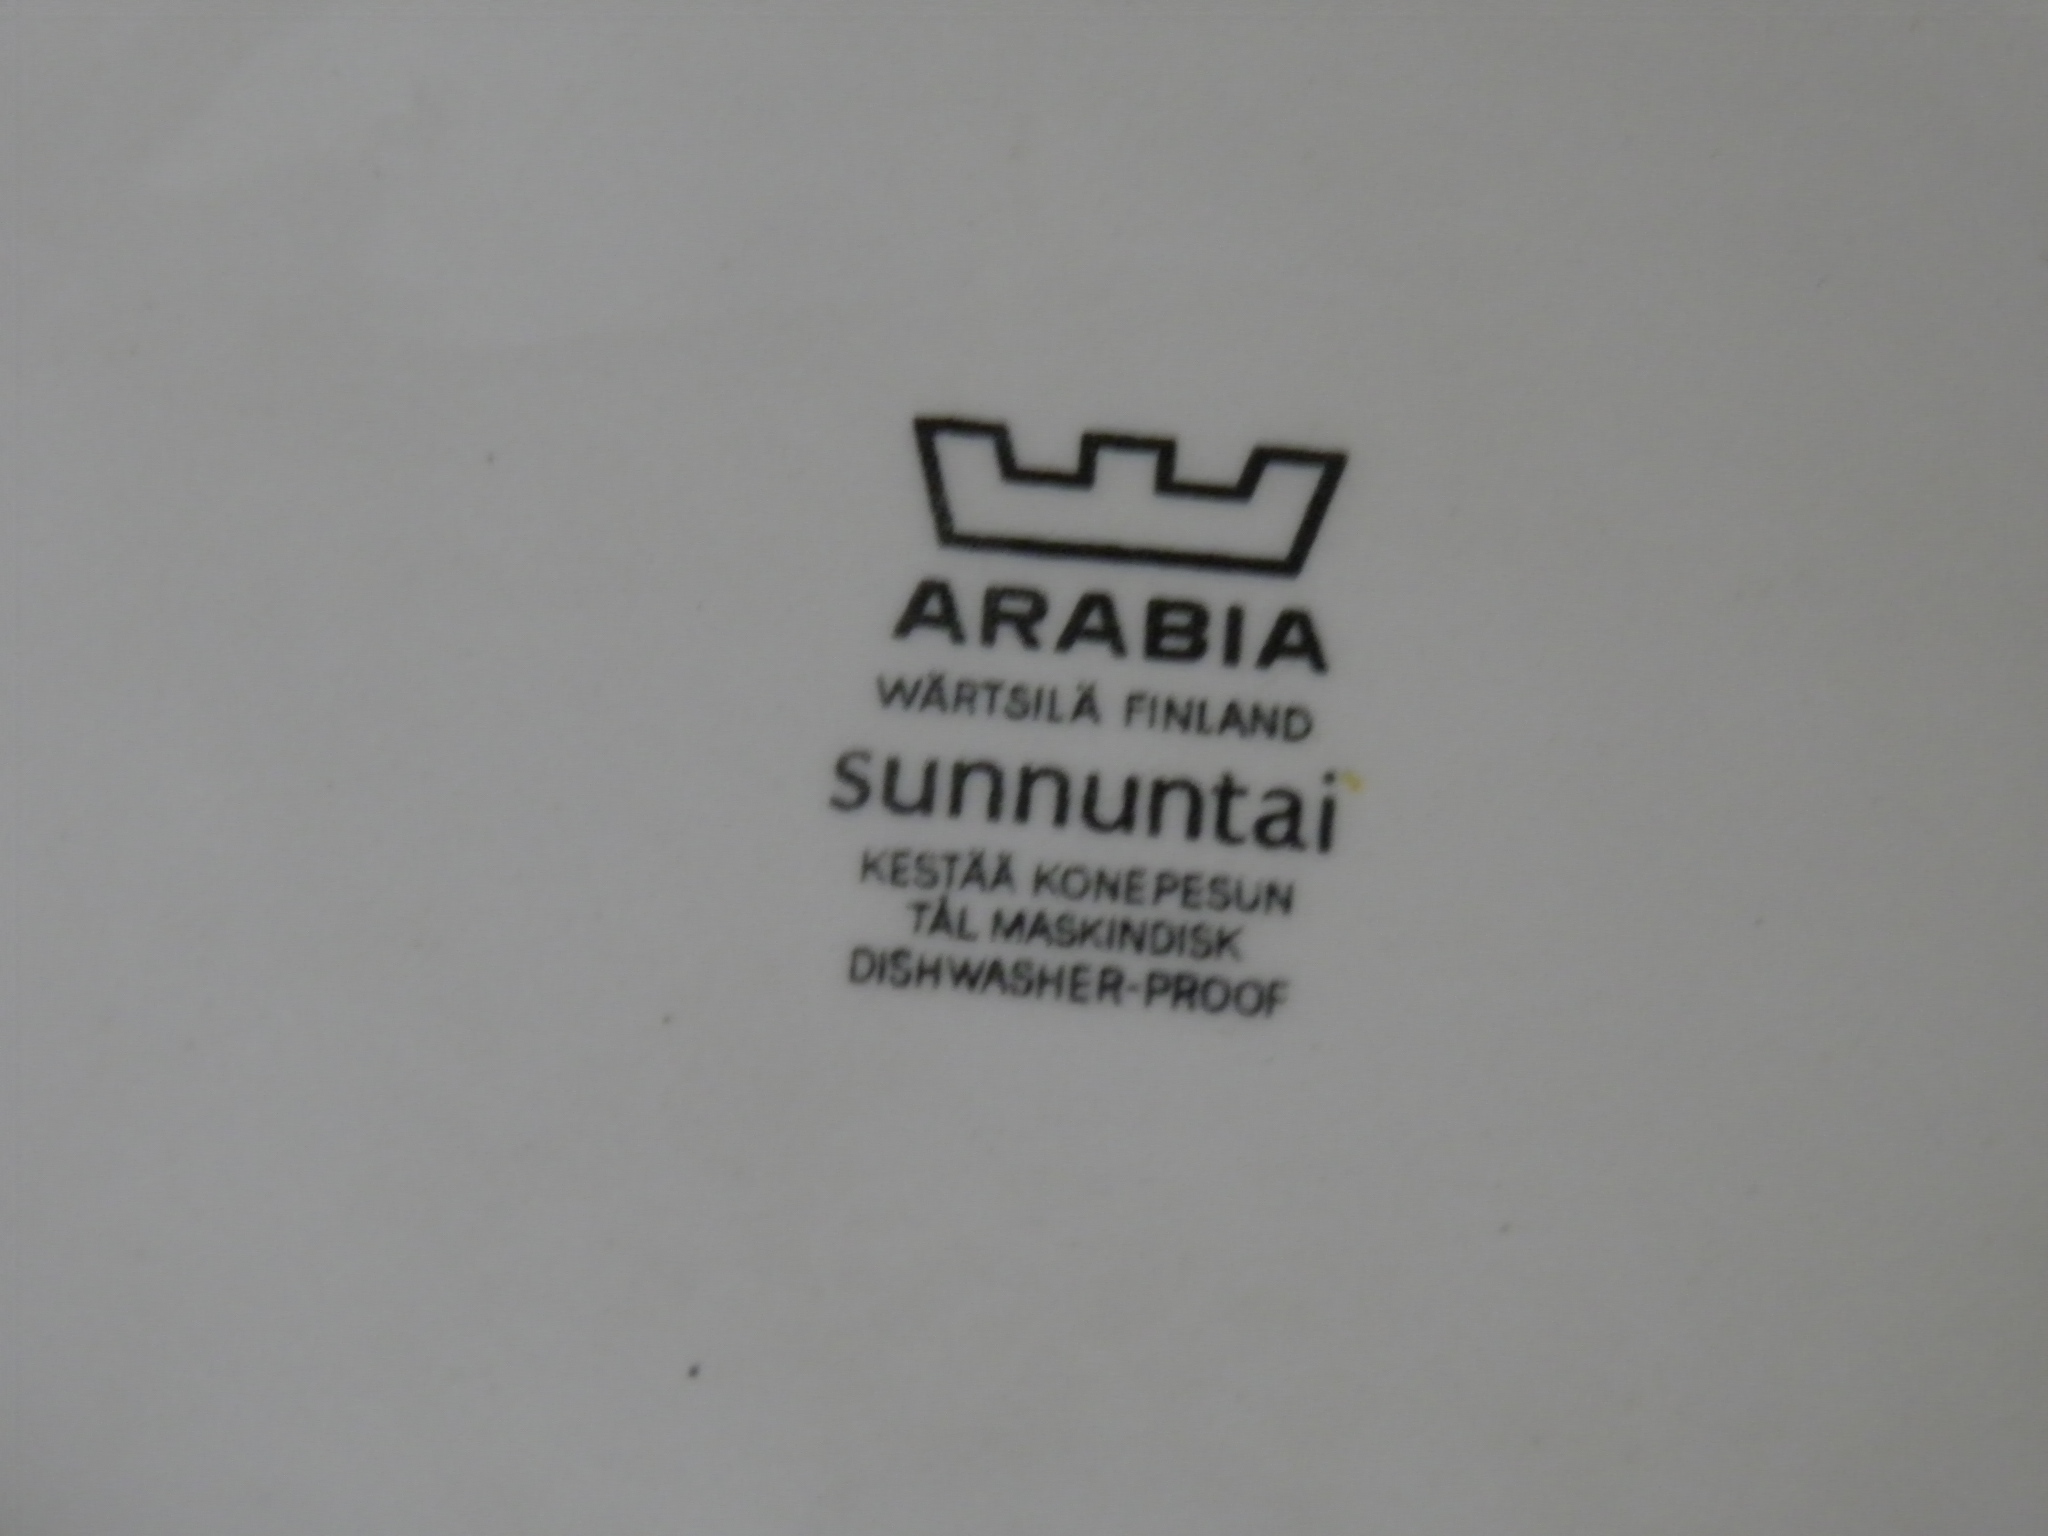 ARABIA
WÄRTSILÄ FINLAND
sunnuntai
KESTÄÄ KONEPESUN
TÅL MASKINDISK
DISHWASHER-PROOF